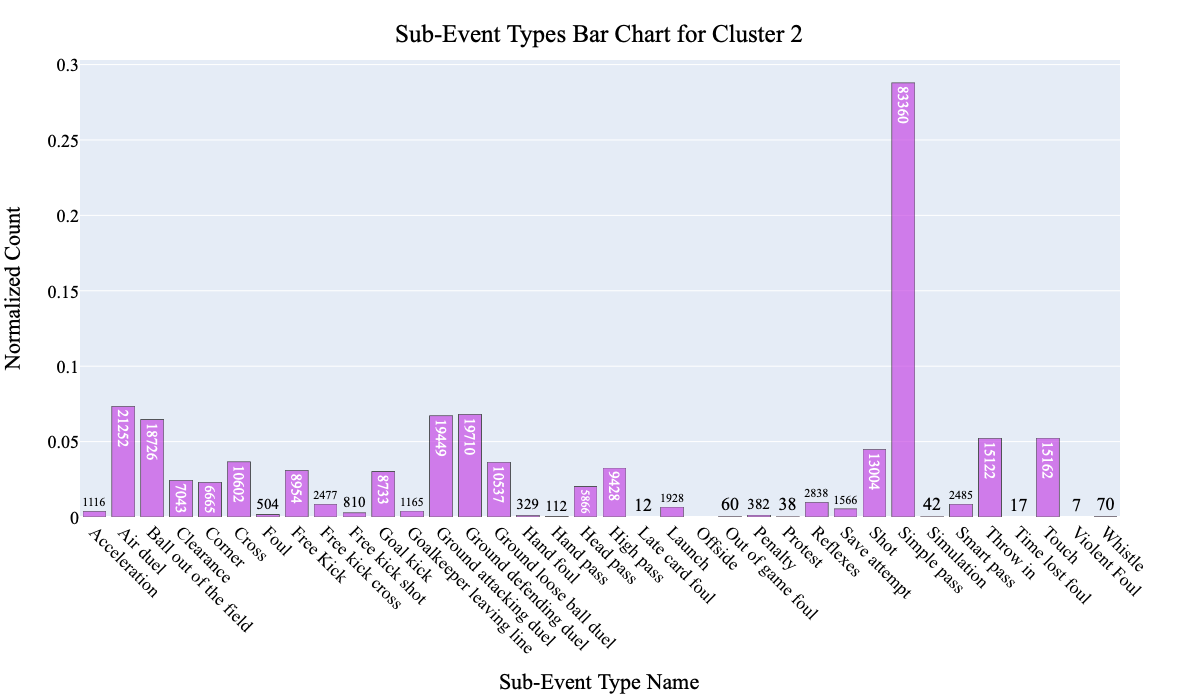 Sub-Event Types Bar Chart for Cluster 2
Normalized Count
0.3
0.25
0.2
0.15
0.1
0.05
0
1116
21252
18726
7043
6665
10602
504
8954
2477
810
8733
1165
19449
19710
10537
329
112
5866
9428
12
1928
60
382
38
2838
1566
13004
83360
42
2485
15122
17
15162
7
70
Acceleration
Air duel
Ball out of the field
Clearance
Corner
Cross
Foul
Free Kick
Free kick cross
Free kick shot
Goal kick
Goalkeeper leaving line
Ground attacking duel
Ground defending duel
Ground loose ball duel
Hand foul
Hand pass
Head pass
High pass
Late card foul
Launch
Offside
Out of game foul
Penalty
Protest
Reflexes
Save attempt
Shot
Simple pass
Simulation
Smart pass
Throw in
Time lost foul
Touch
Violent Foul
Whistle
Sub-Event Type Name